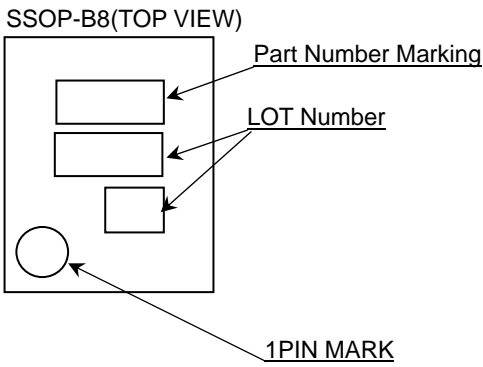 SSOP-B8(TOP VIEW)
Part Number Marking
LOT Number
1PIN MARK